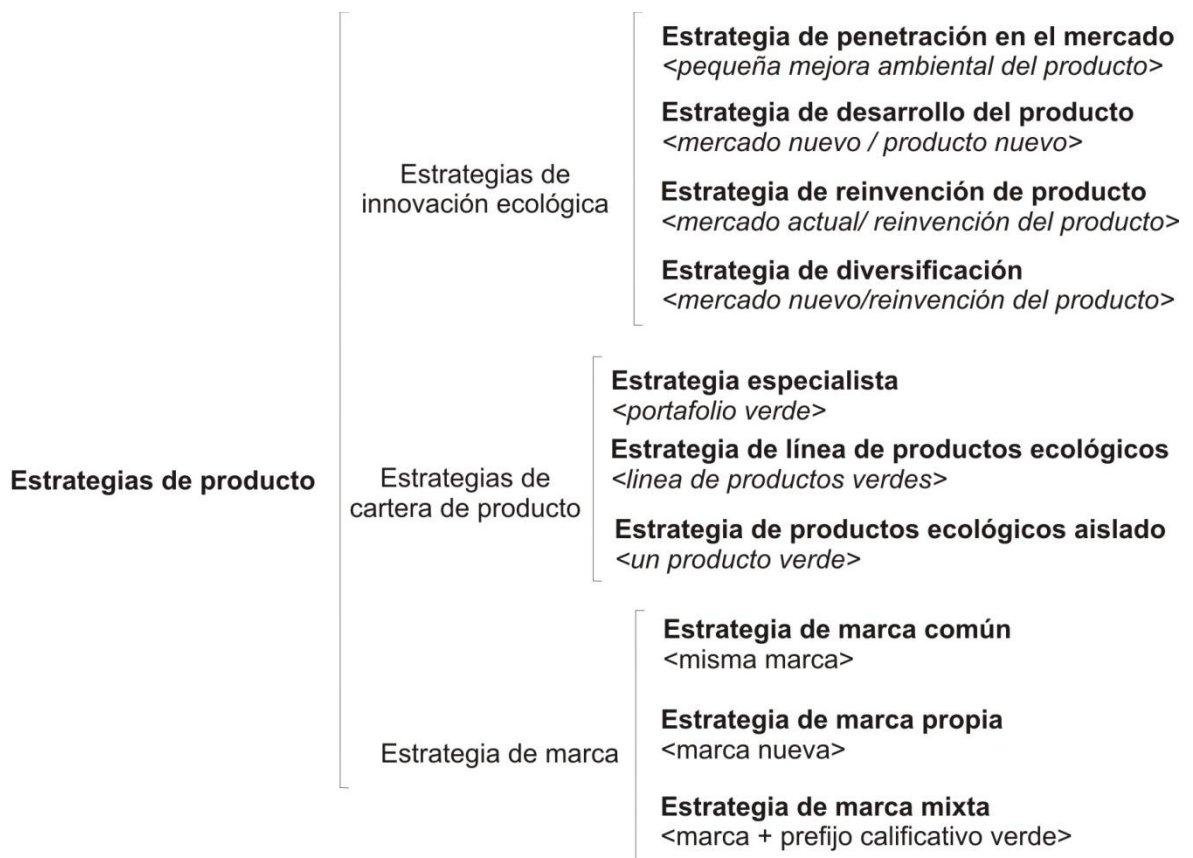 Estrategias de producto
Estrategias de
innovación ecológica
Estrategia de penetración en el mercado
<pequeña mejora ambiental del producto>
Estrategia de desarrollo del producto
<mercado nuevo / producto nuevo>
Estrategia de reinvención de producto
<mercado actual/ reinvención del producto>
Estrategia de diversificación
<mercado nuevo/reinvención del producto>
Estrategias de
cartera de producto
Estrategia especialista
<portafolio verde>
Estrategia de línea de productos ecológicos
<linea de productos verdes>
Estrategia de productos ecológicos aislado
<un producto verde>
Estrategia de marca
Estrategia de marca común
<misma marca>
Estrategia de marca propia
<marca nueva>
Estrategia de marca mixta
<marca + prefijo calificativo verde>